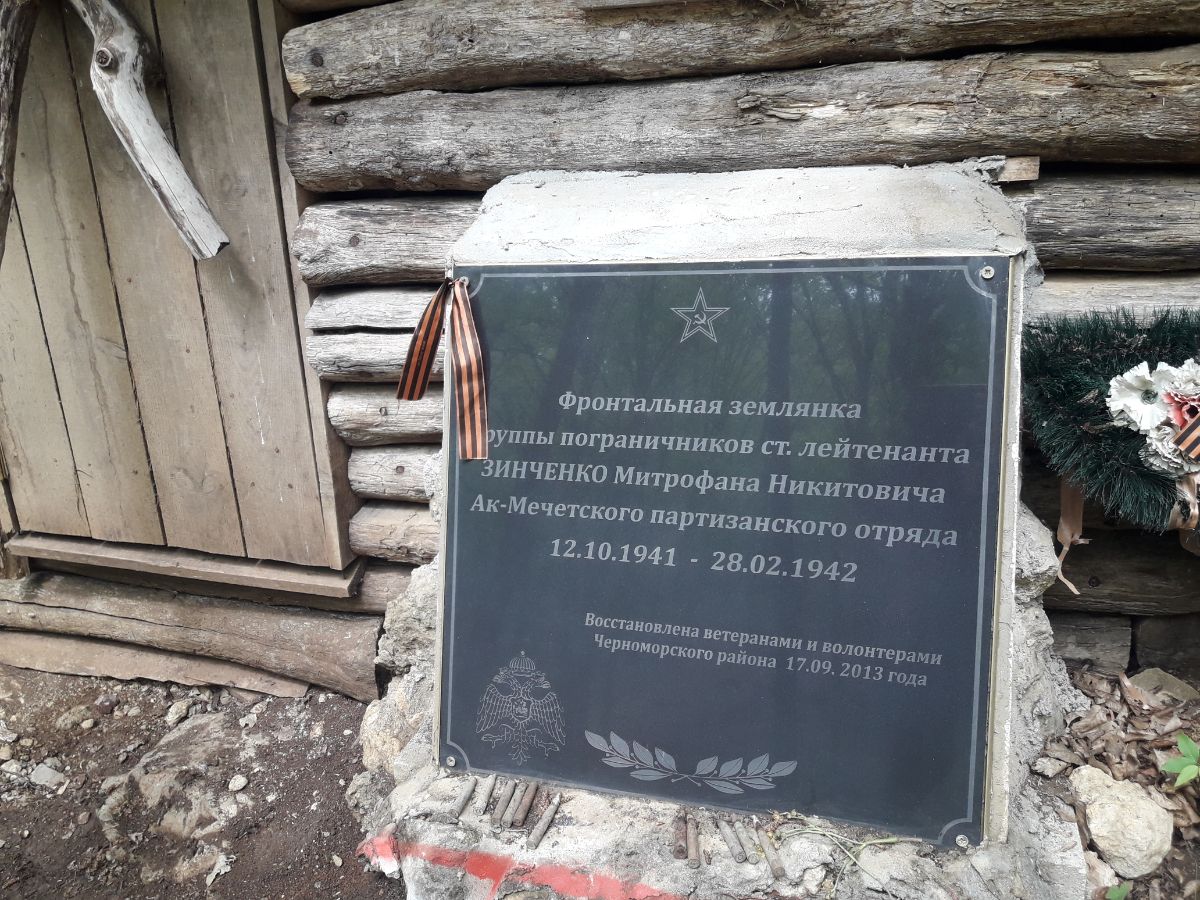 Фронтальная землянка
группы пограничников ст. лейтенанта
ЗИНЧЕНКО Митрофана Никитовича
Ак-Мечетского партизанского отряда
12.10.1941 - 28.02.1942
Восстановлена ветеранами и волонтерами
Черноморского района 17.09. 2013 года